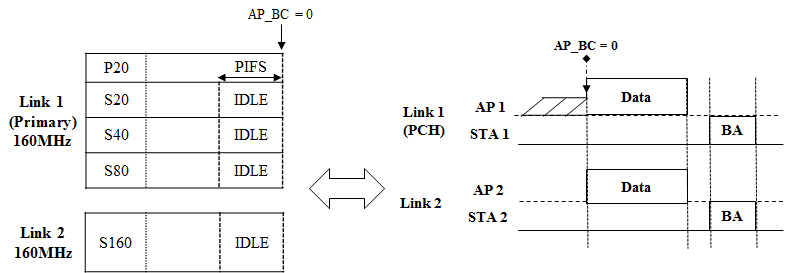 AP_BC = 0
P20
PIFS
Link 1
(Primary)
160MHz
S20
IDLE
S40
IDLE
S80
IDLE
Link 2
160MHz
S160
IDLE
AP_BC = 0
Link 1
(PCH)
AP 1
Data
STA 1
BA
Link 2
AP 2
Data
STA 2
BA